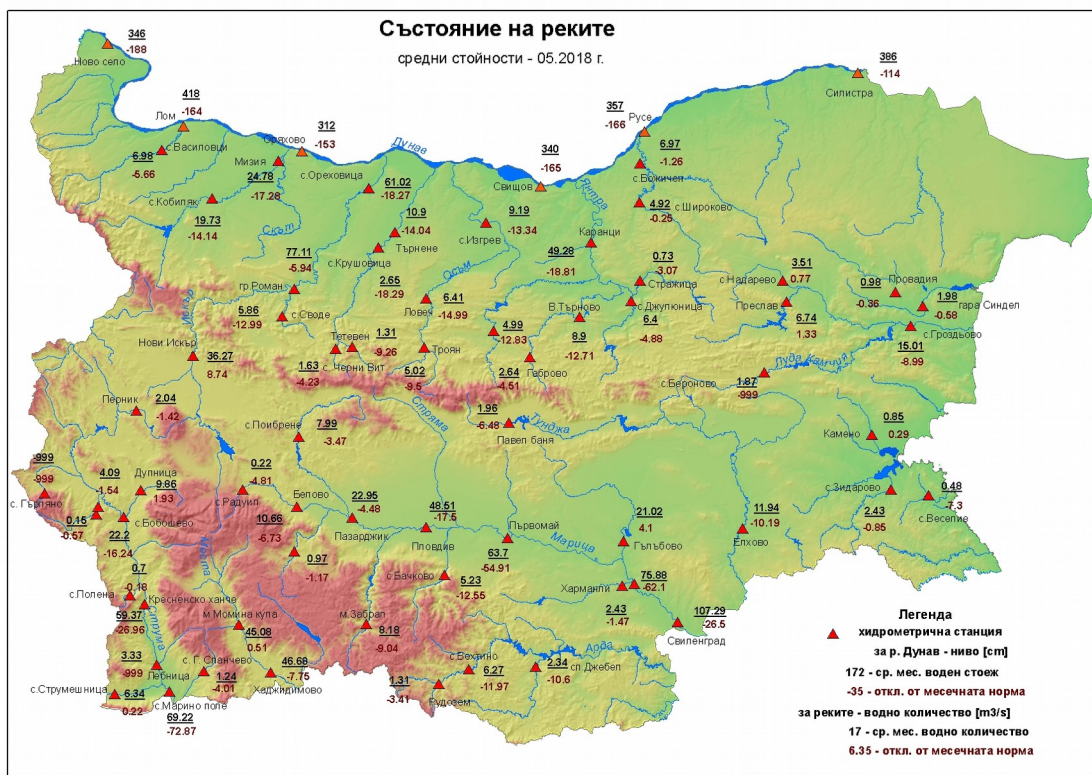 Състояние на реките
средни стойности - 05.2018 г.
346
-188
Ново село
386
-114
Силистра
418
-164
Лом
357
-166
Русе
312
-153
Оряхово
340
-165
Свищов
Дунав
6.98
-5.66
с.Василовци
Мизия
24.78
-17.28
с.Кобиляк
19.73
-14.14
Скът
с.Ореховица
61.02
-18.27
10.9
-14.04
Търнене
9.19
-13.34
с.Изгрев
Янтра
6.97
-1.26
с.Божичен
4.92
-0.25
с.Широково
Каранци
49.28
-18.81
77.11
-5.94
гр.Роман
с.Крушовица
2.65
-18.29
Осъм
6.41
-14.99
Ловеч
0.73
-3.07
Стражица
с.Джулюница
6.4
-4.88
В.Търново
8.9
-12.71
с.Надарево
3.51
0.77
Преслав
6.74
1.33
Провадия
0.98
-0.36
1.98
-0.58
гара Синдел
с.Гроздьово
15.01
-8.99
Искър
5.86
-12.99
с.Своде
Нови Искър
36.27
8.74
Тетевен
1.31
-9.26
1.63
-4.23
Черни Вит
Троян
5.02
-9.5
4.99
-12.83
2.64
-4.51
Габрово
Луда Камчия
с.Бероново
1.87
-999
Перник
2.04
-1.42
с.Поибрене
7.99
-3.47
Стряма
1.96
-6.48
Павел баня
Тунджа
0.85
0.29
Камено
-999
-999
с. Гърляно
4.09
-1.54
Дупница
9.86
1.93
0.22
-4.81
с.Радуил
Белово
10.66
-6.73
22.95
-4.48
Пазарджик
48.51
-17.5
Пловдив
Първомай
63.7
-54.91
Марица
21.02
4.1
Гълъбово
11.94
-10.19
Елхово
с.Зидарово
2.43
-0.85
0.48
-7.3
с.Веселие
0.15
-0.57
с.Бобошево
22.2
-16.24
0.97
-1.17
Места
0.7
-0.18
с.Полена
Кресненско ханче
59.37
-26.96
Струма
с.Бачково
5.23
-12.55
Харманли
75.88
-62.1
2.43
-1.47
107.29
-26.5
Свиленград
м.Момина кула
45.08
0.51
м.Забрал
8.18
-9.04
Арда
3.33
-999
Лебница
с. Г. Спанчево
1.24
-4.01
46.68
-7.75
Хаджидимово
с.Струмешница
6.34
0.22
с.Марино поле
69.22
-72.87
1.31
-3.41
Рудозем
с.Вехтино
6.27
-11.97
2.34
-10.6
сп.Джебел
Легенда
хидрометрична станция
за р. Дунав - ниво [cm]
172 - ср. мес. воден стоеж
-35 - откл. от месечната норма
за реките - водно количество [m3/s]
17 - ср. мес. водно количество
6.35 - откл. от месечната норма